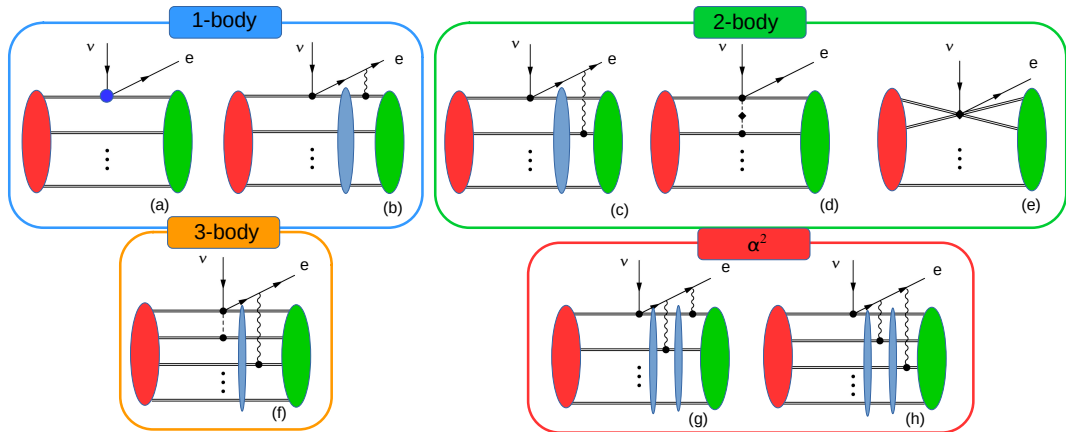 1-body
2-body
ν e
ν e
ν e
ν e
ν e
(a)
(b)
(c)
(d)
(e)
3-body
α²
ν e
ν e
ν e
(f)
(g)
(h)